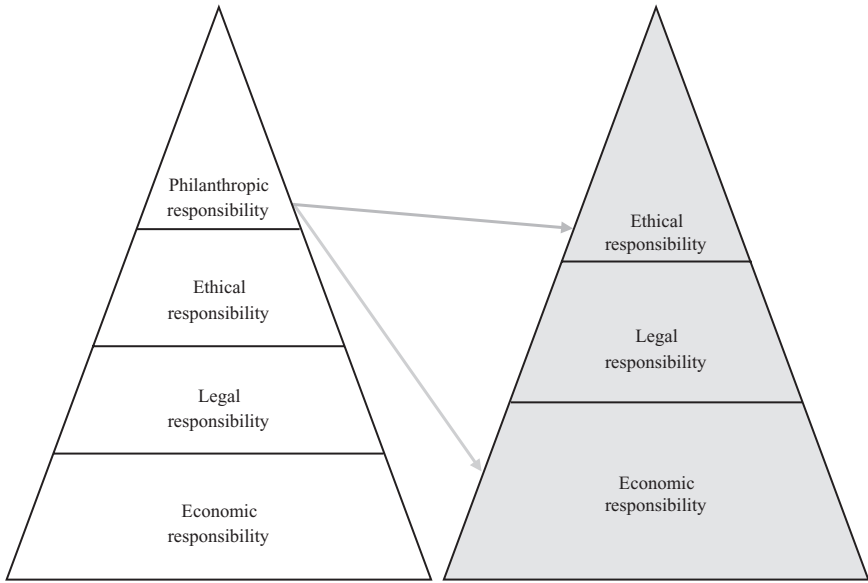 Philanthropic
responsibility
Ethical
responsibility
Legal
responsibility
Economic
responsibility
Ethical
responsibility
Legal
responsibility
Economic
responsibility